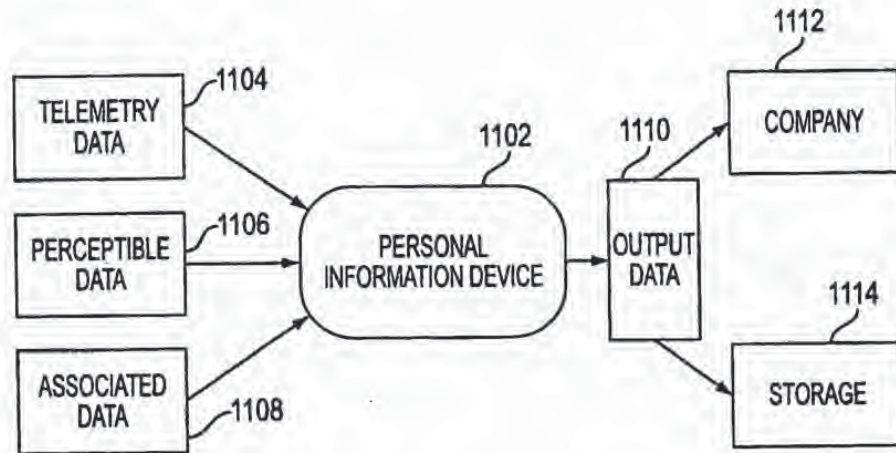 1104
TELEMETRY
DATA
1106
PERCEPTIBLE
DATA
ASSOCIATED
DATA
1108
1102
PERSONAL
INFORMATION DEVICE
1110
OUTPUT
DATA
1112
COMPANY
1114
STORAGE